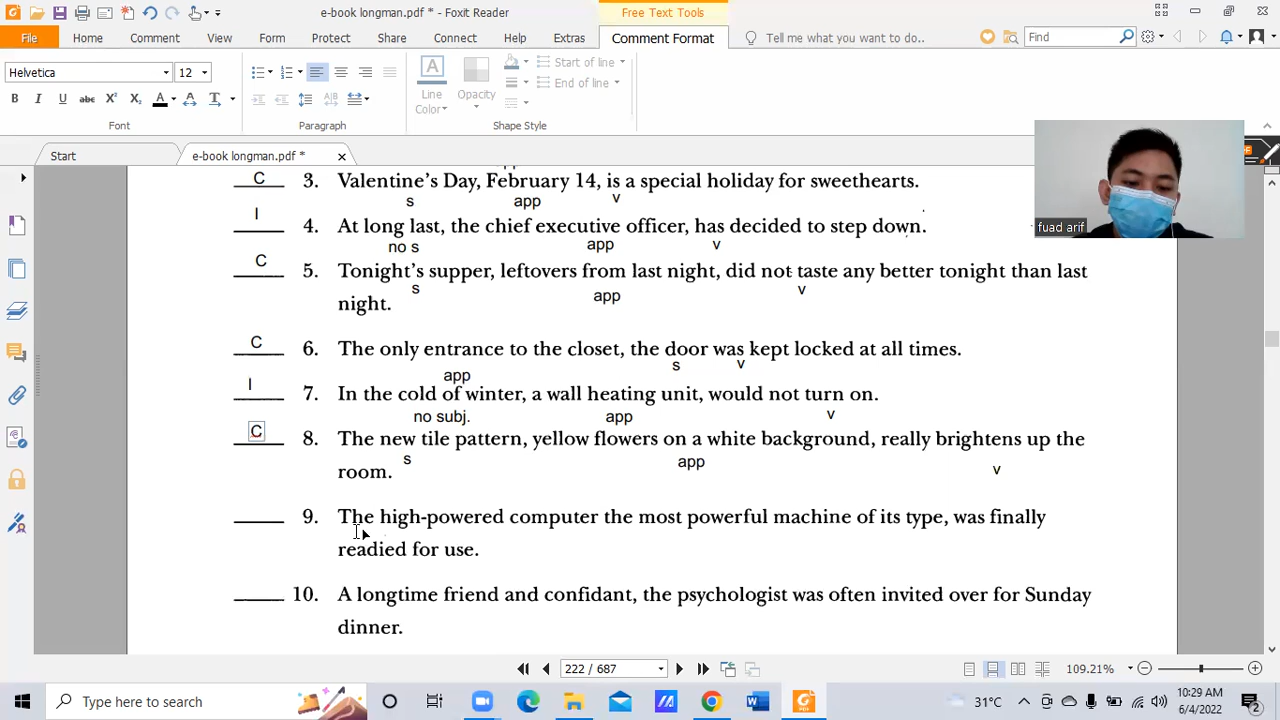 e-book longman.pdf * - Foxit Reader
Free Text Tools
File Home Comment View Form Protect Share Connect Help Extras Comment Format Tell me what you want to do.. Find
Helvetica 12
Start of line
End of line
Line Color
Opacity
Font Paragraph Shape Style
Start e-book longman.pdf *
fuad arif
C 3. Valentine's Day, February 14, is a special holiday for sweethearts.
s app v
I 4. At long last, the chief executive officer, has decided to step down.
no s app v
C 5. Tonight's supper, leftovers from last night, did not taste any better tonight than last
s app v
night.
C 6. The only entrance to the closet, the door was kept locked at all times.
app s v
I 7. In the cold of winter, a wall heating unit, would not turn on.
no subj. app v
C 8. The new tile pattern, yellow flowers on a white background, really brightens up the
s app v
room.
9. The high-powered computer the most powerful machine of its type, was finally
readied for use.
10. A longtime friend and confidant, the psychologist was often invited over for Sunday
dinner.
222 / 687 109.21%
Type here to search 31°C 10:29 AM
6/4/2022
2